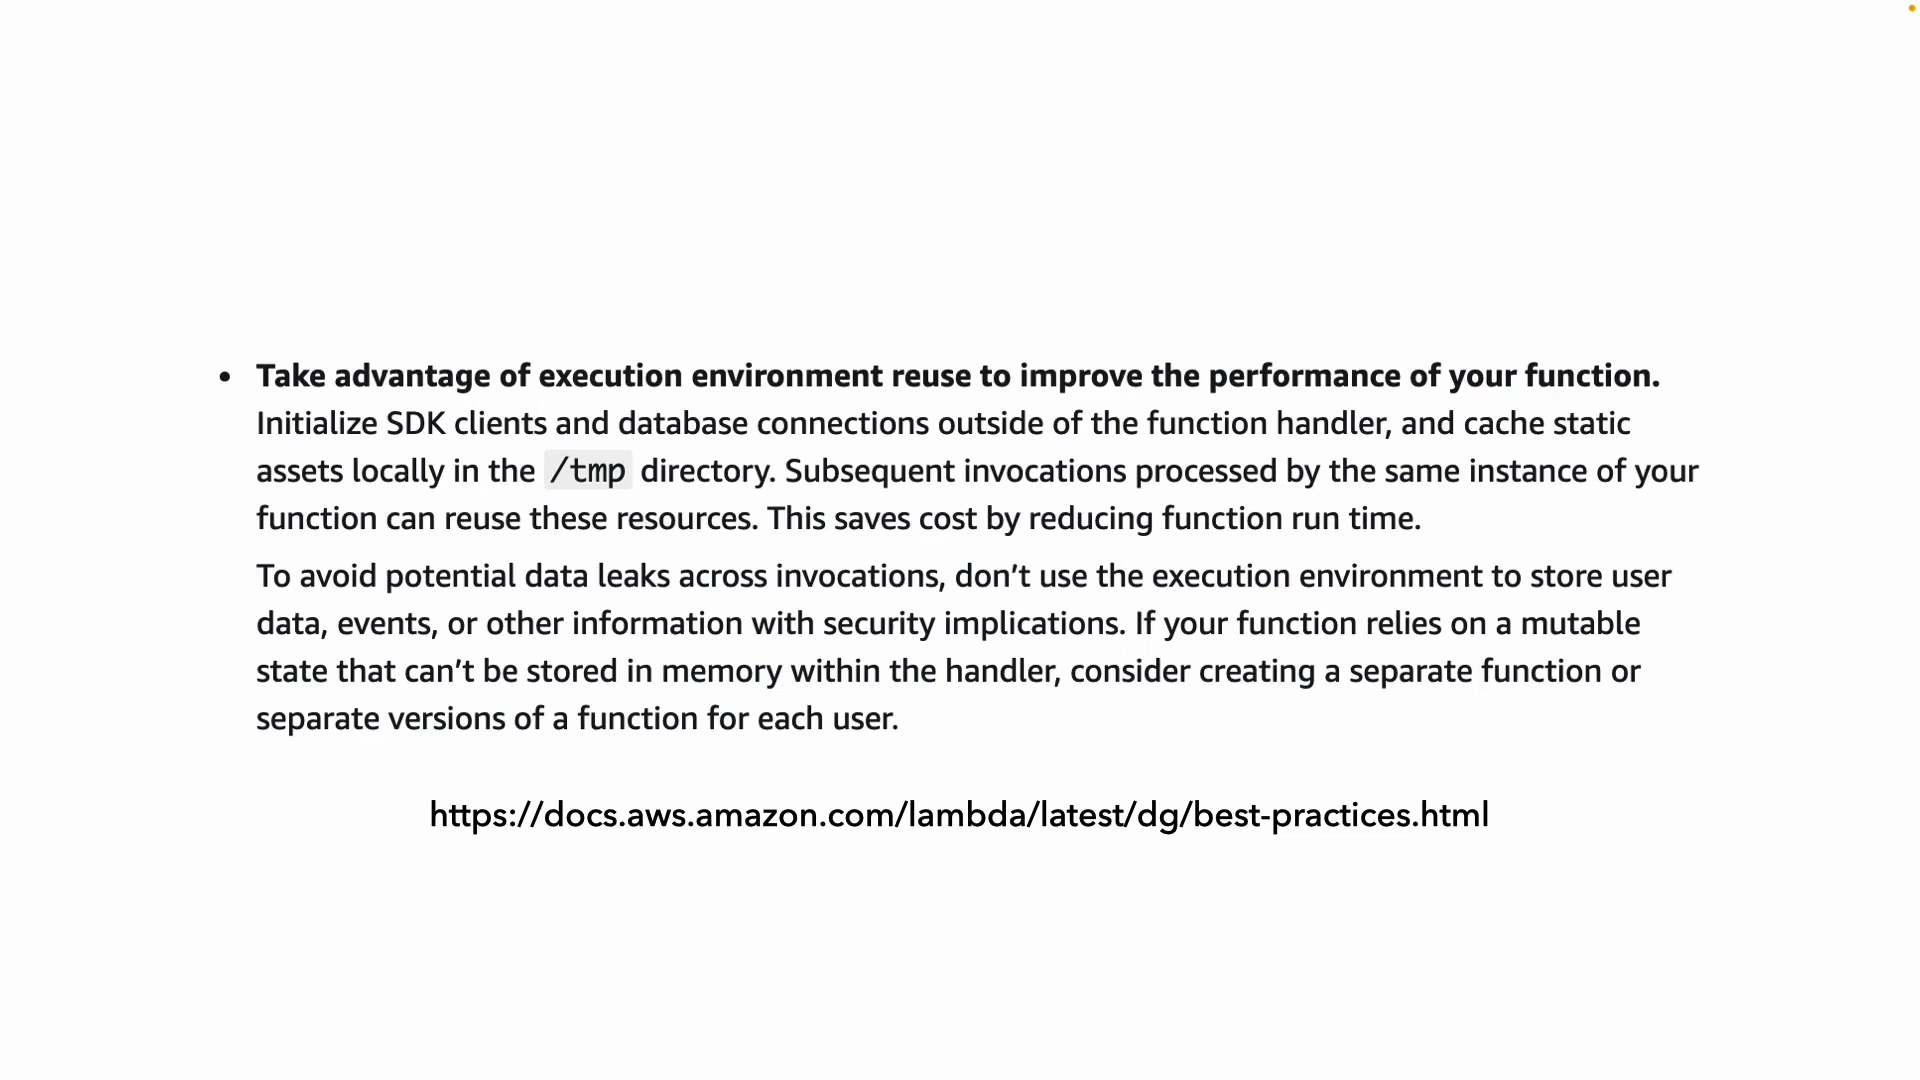 • Take advantage of execution environment reuse to improve the performance of your function.
Initialize SDK clients and database connections outside of the function handler, and cache static
assets locally in the /tmp directory. Subsequent invocations processed by the same instance of your
function can reuse these resources. This saves cost by reducing function run time.
To avoid potential data leaks across invocations, don’t use the execution environment to store user
data, events, or other information with security implications. If your function relies on a mutable
state that can’t be stored in memory within the handler, consider creating a separate function or
separate versions of a function for each user.
https://docs.aws.amazon.com/lambda/latest/dg/best-practices.html